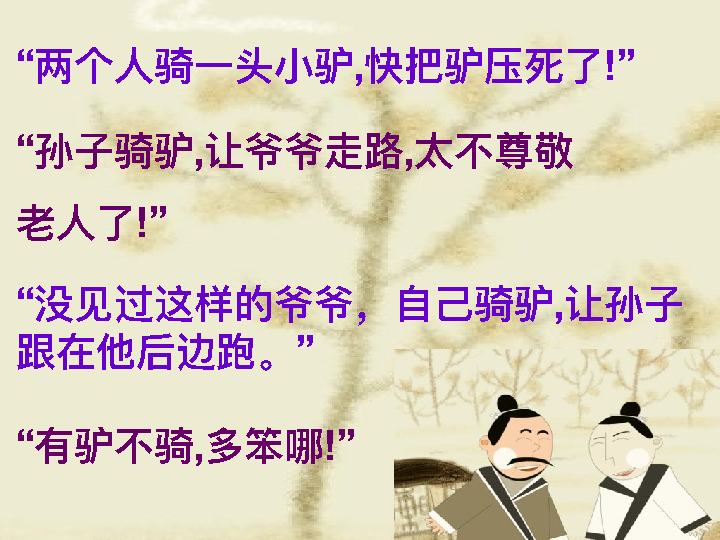 “两个人骑一头小驴,快把驴压死了!”
“孙子骑驴,让爷爷走路,太不尊敬
老人了!”
“没见过这样的爷爷，自己骑驴,让孙子
跟在他后边跑。”
“有驴不骑,多笨哪!”